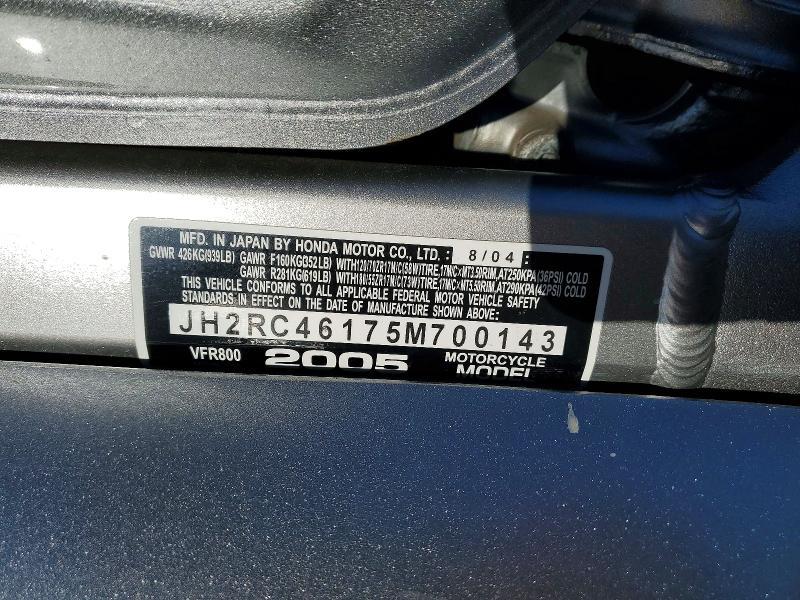 MFD. IN JAPAN BY HONDA MOTOR CO., LTD. : 8/04 :
GVWR 426KG(939LB) GAWR F160KG(352LB) WITH120/70ZR17M/C(58W)TIRE,17M/C×MT3.50RIM,AT250KPA(36PSI) COLD
GAWR R281KG(619LB) WITH180/55ZR17M/C(73W)TIRE,17M/C×MT5.50RIM,AT290KPA(42PSI) COLD
THIS VEHICLE CONFORMS TO ALL APPLICABLE FEDERAL MOTOR VEHICLE SAFETY
STANDARDS IN EFFECT ON THE DATE OF MANUFACTURE SHOWN ABOVE:
JH2RC46175M700143
VFR800 2005 MOTORCYCLE
MODEL